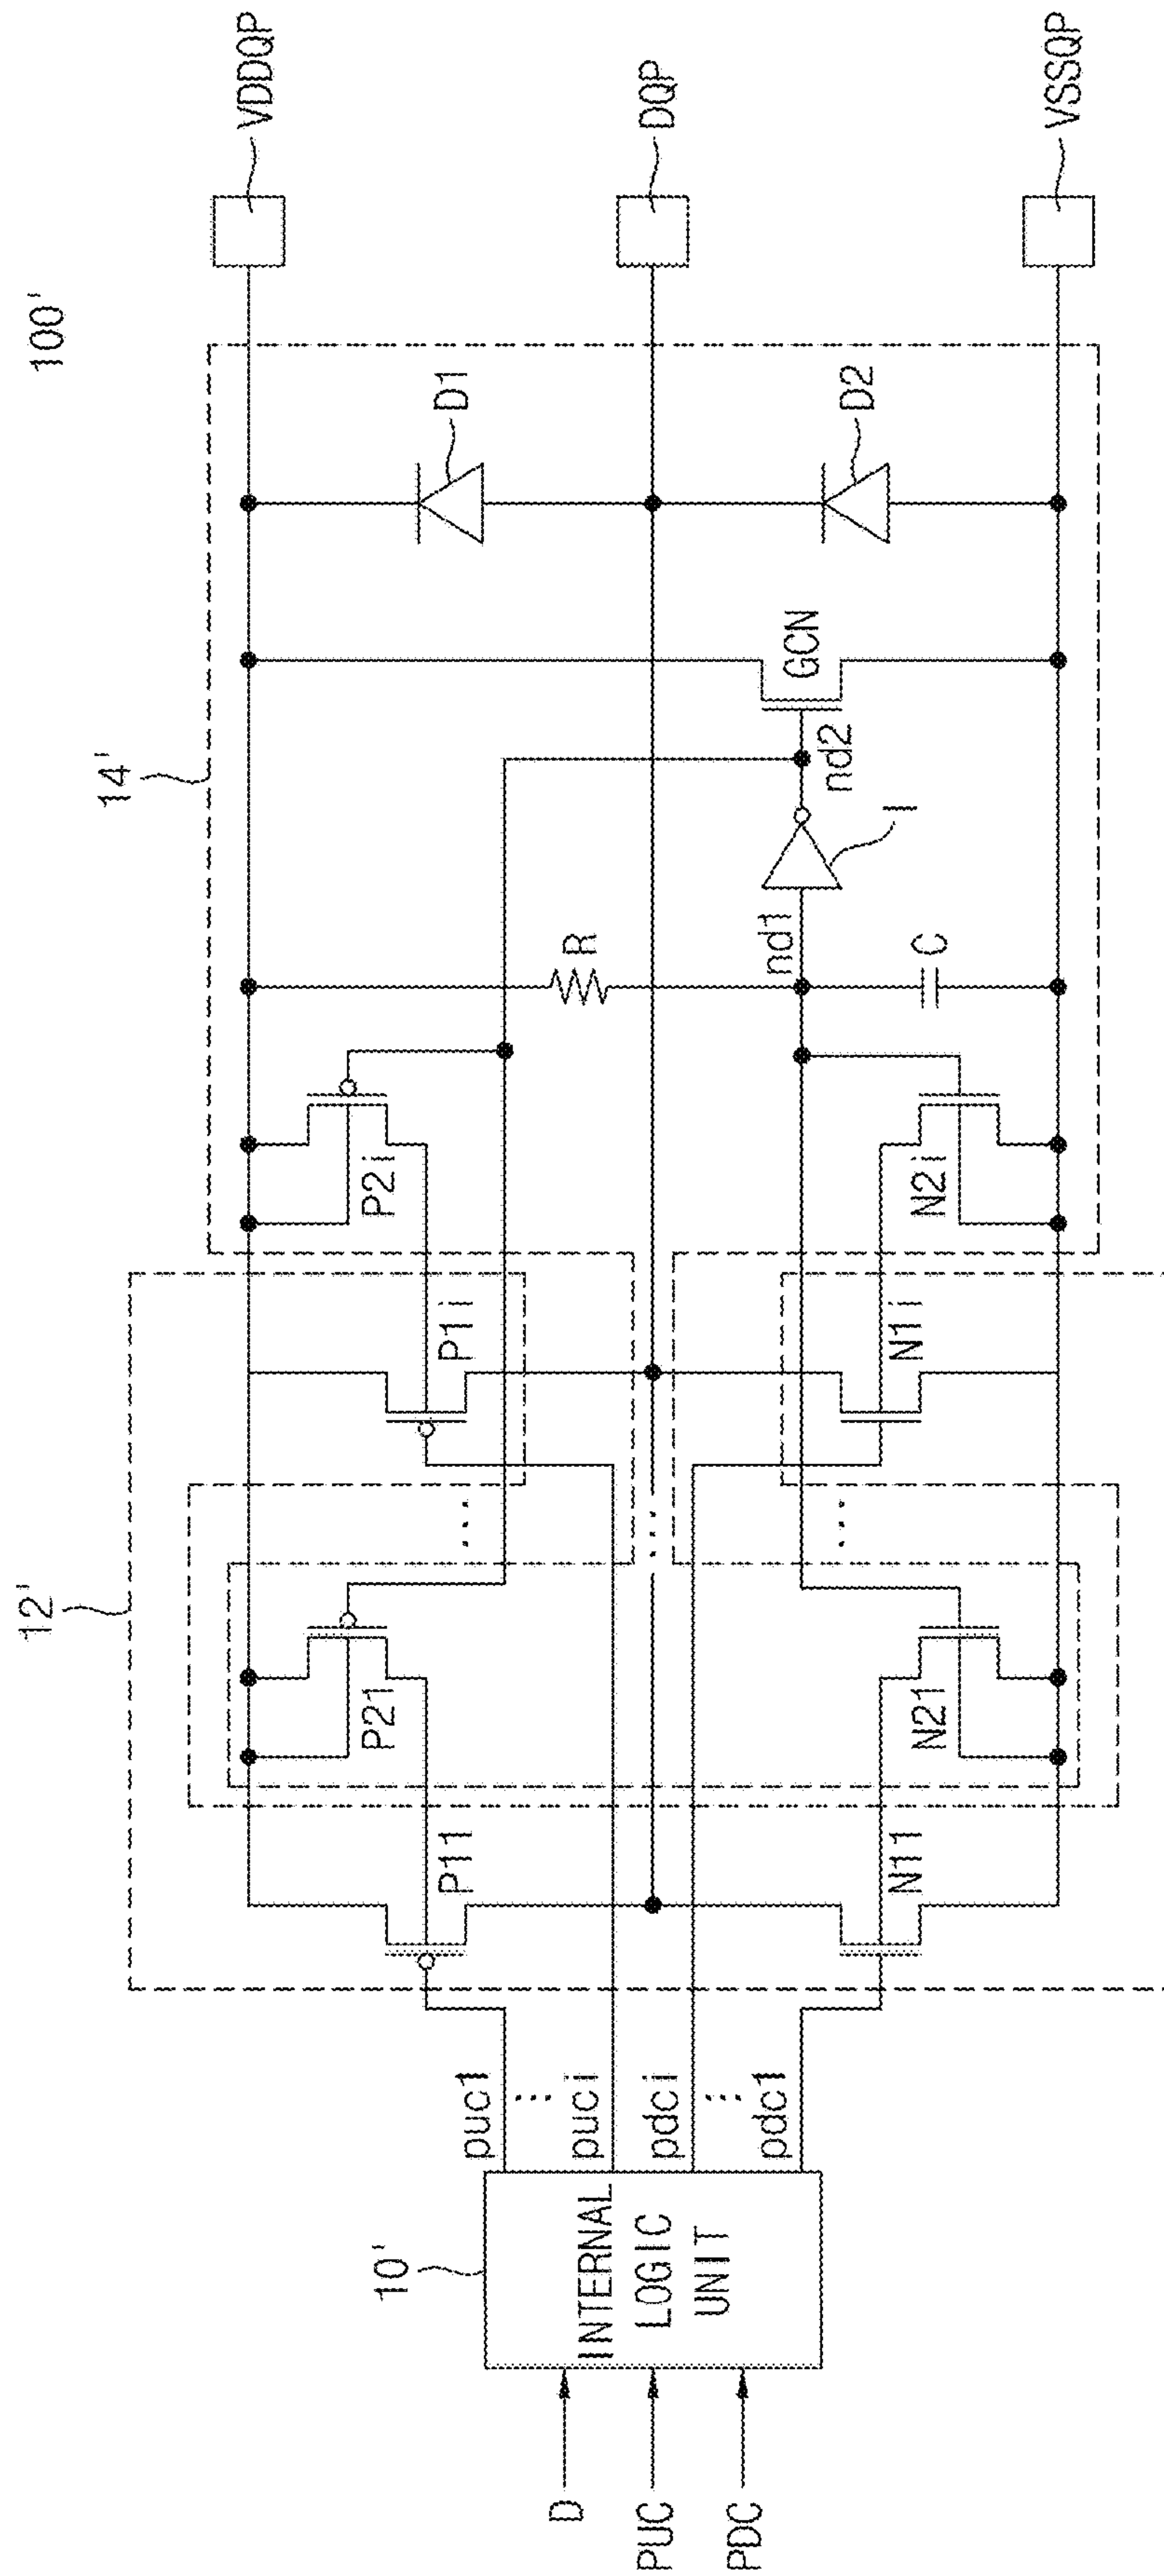 100'
12'
14'
10'
D
PUC
PDC
INTERNAL
LOGIC
UNIT
puc1
⋮
puci
pdci
⋮
pdc1
P11
P21
...
P1i
P2i
N11
N21
...
N1i
N2i
...
R
nd1
C
I
nd2
GCN
D1
D2
VDDQP
DQP
VSSQP